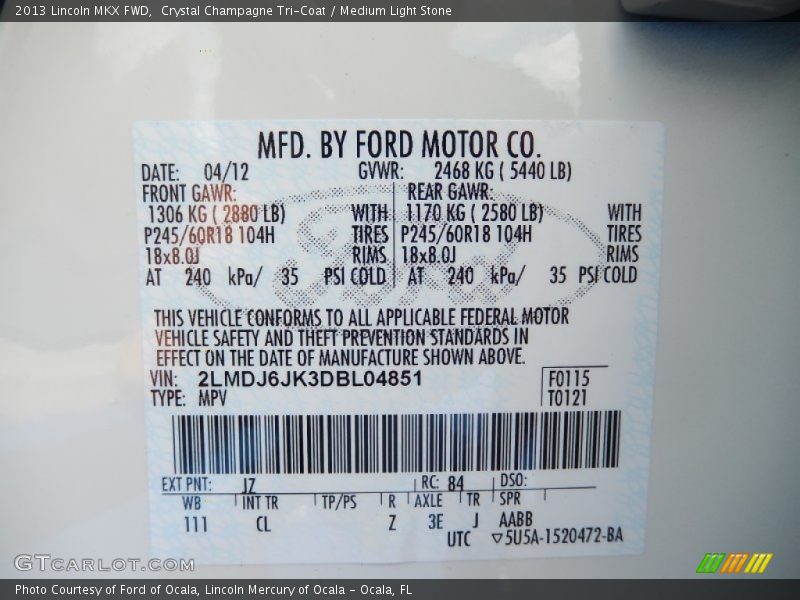 2013 Lincoln MKX FWD, Crystal Champagne Tri-Coat / Medium Light Stone
MFD. BY FORD MOTOR CO.
DATE: 04/12 GVWR: 2468 KG ( 5440 LB)
FRONT GAWR: REAR GAWR:
1306 KG ( 2880 LB) WITH 1170 KG ( 2580 LB) WITH
P245/60R18 104H TIRES P245/60R18 104H TIRES
18x8.0J RIMS 18x8.0J RIMS
AT 240 kPa/ 35 PSI COLD AT 240 kPa/ 35 PSI COLD
Ford
THIS VEHICLE CONFORMS TO ALL APPLICABLE FEDERAL MOTOR
VEHICLE SAFETY AND THEFT PREVENTION STANDARDS IN
EFFECT ON THE DATE OF MANUFACTURE SHOWN ABOVE.
VIN: 2LMDJ6JK3DBL04851 F0115
TYPE: MPV T0121
EXT PNT: JZ RC: 84 DSO:
WB INT TR TP/PS R AXLE TR SPR
111 CL Z 3E J AABB
UTC ▽5U5A-1520472-BA
GTCARLOT.COM
Photo Courtesy of Ford of Ocala, Lincoln Mercury of Ocala - Ocala, FL